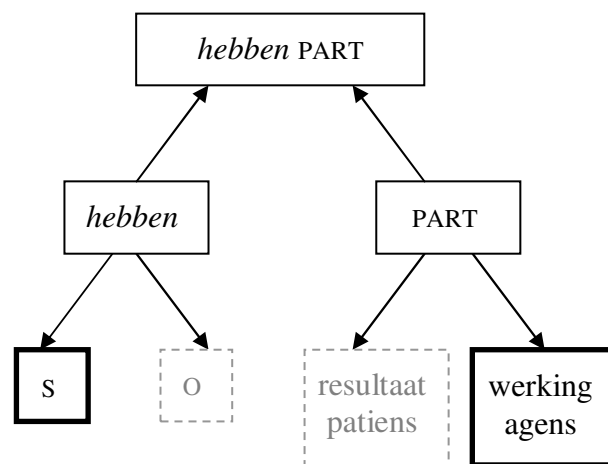 hebben PART
hebben
PART
S
O
resultaat
patiens
werking
agens